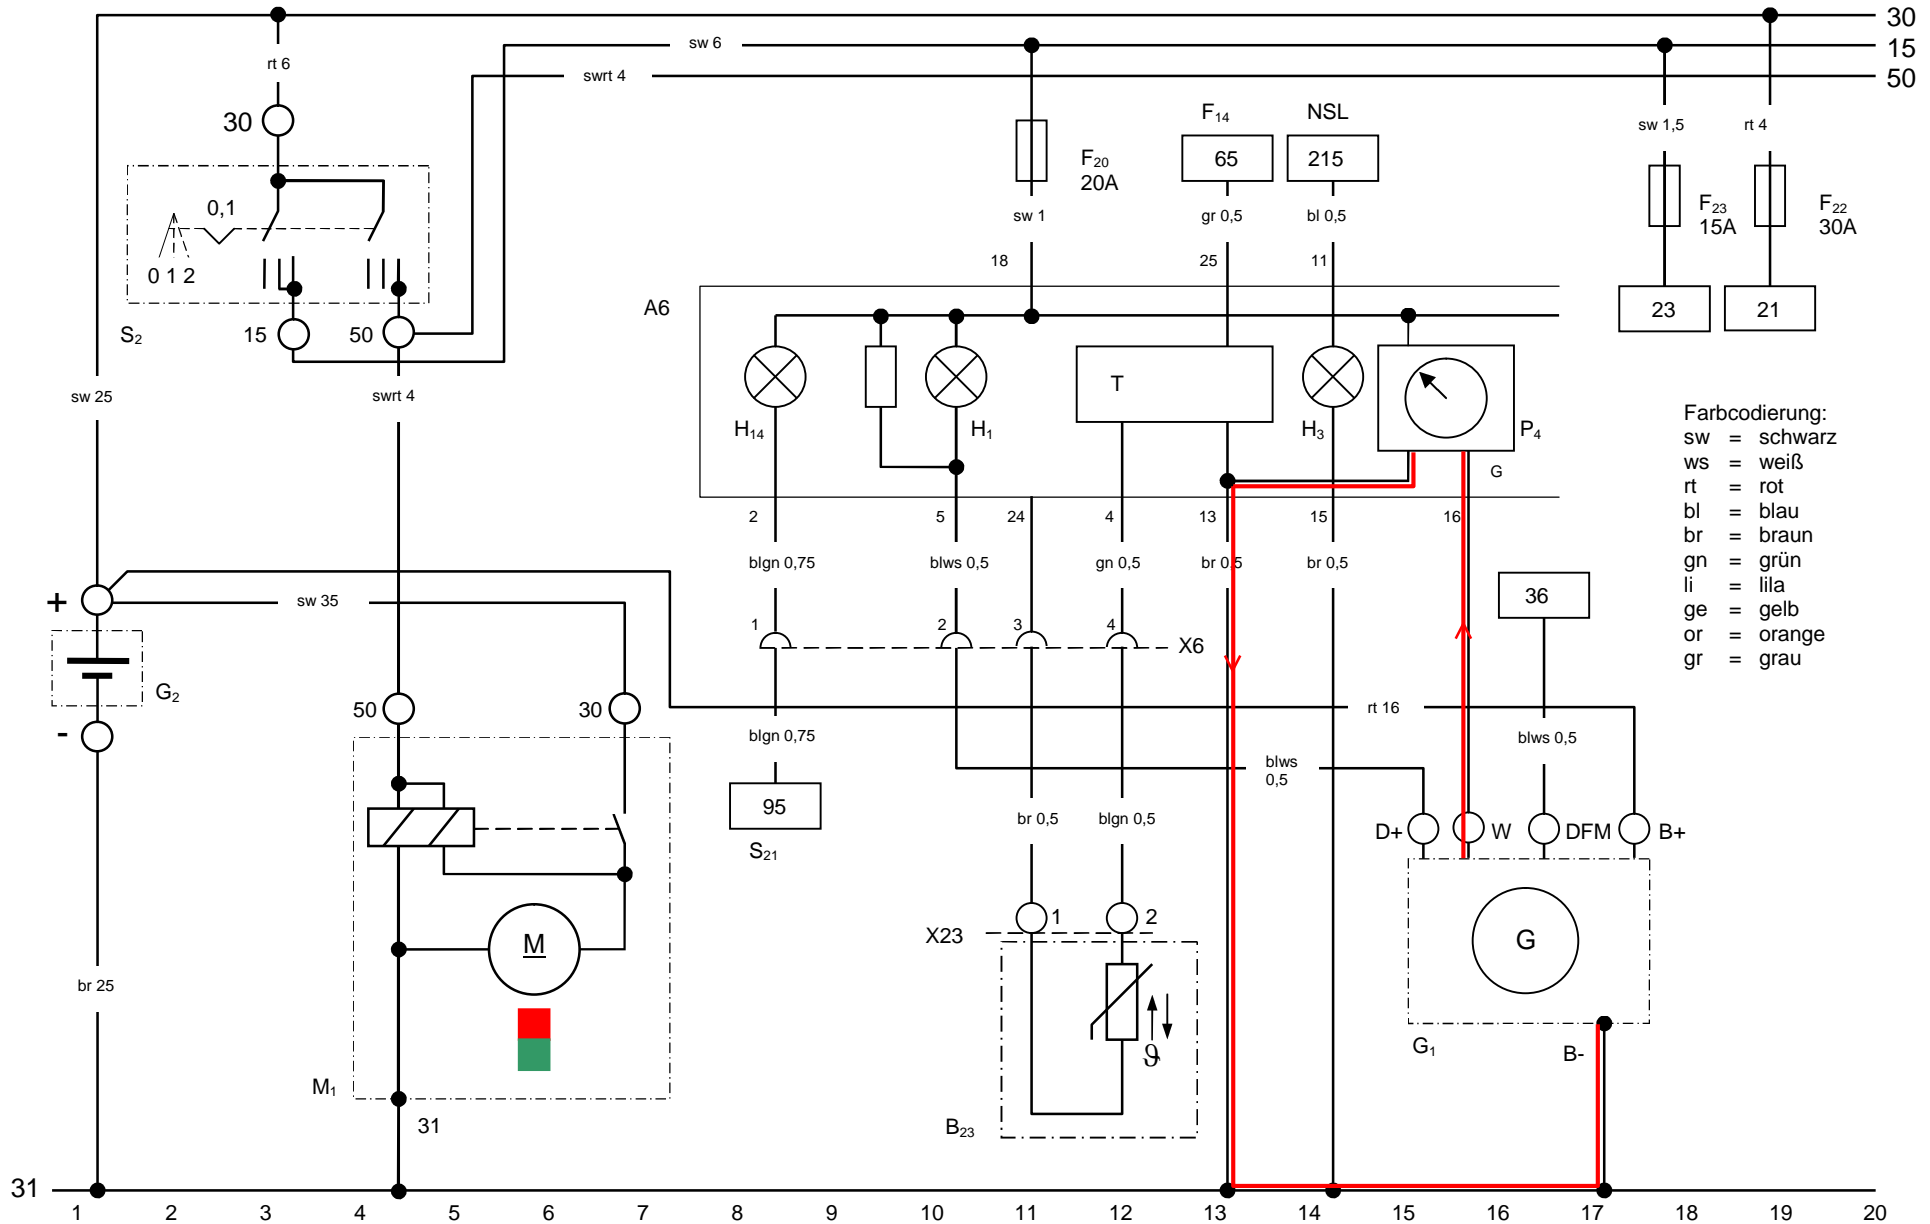 30
15
50
sw 6
swrt 4
rt 6
30
F14
NSL
65
215
F20
20A
sw 1,5
rt 4
F23
15A
F22
30A
23
21
0,1
0 1 2
S2
15
50
sw 1
gr 0,5
bl 0,5
18
25
11
A6
T
H14
H1
H3
P4
G
sw 25
swrt 4
Farbcodierung:
sw = schwarz
ws = weiß
rt = rot
bl = blau
br = braun
gn = grün
li = lila
ge = gelb
or = orange
gr = grau
2
5
24
4
13
15
16
blgn 0,75
blws 0,5
gn 0,5
br 0,5
br 0,5
36
+
sw 35
G2
-
1
2
3
4
X6
50
30
rt 16
blgn 0,75
blws
0,5
blws 0,5
95
S21
br 0,5
blgn 0,5
D+
W
DFM
B+
X23
1
2
M
G
br 25
ϑ
G1
B-
M1
31
B23
31
1 2 3 4 5 6 7 8 9 10 11 12 13 14 15 16 17 18 19 20